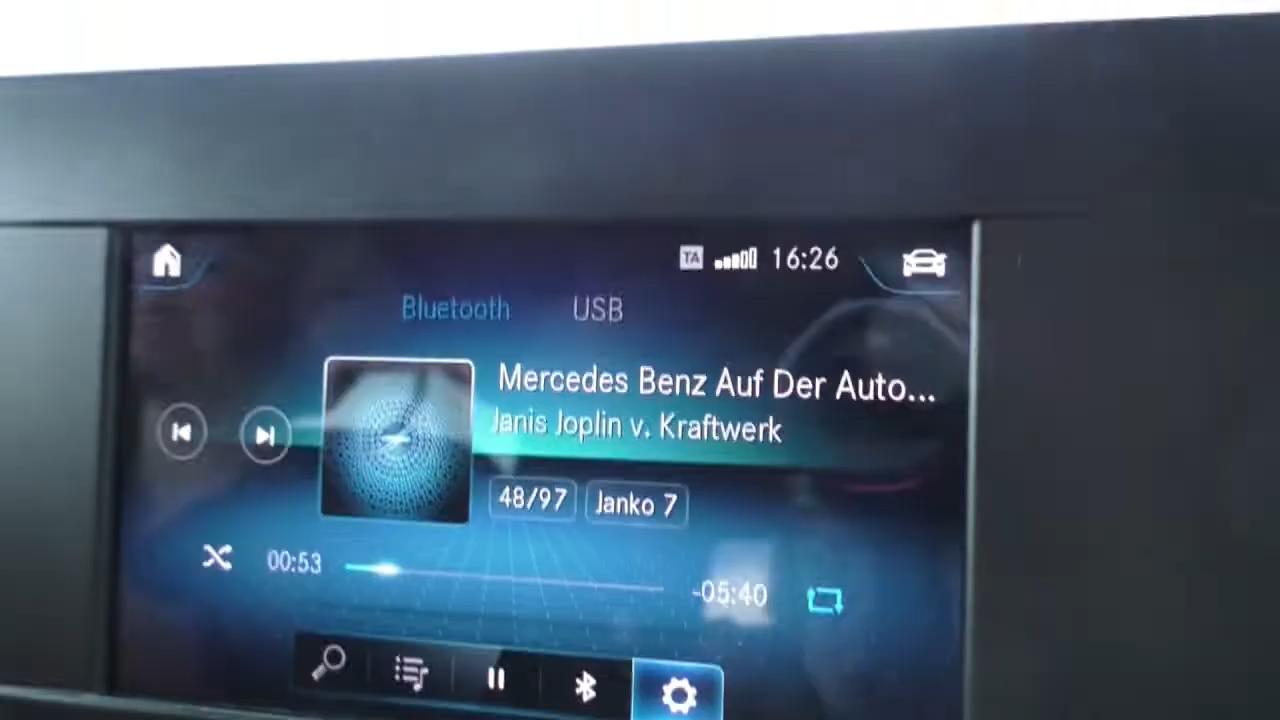 TA 16:26
Bluetooth USB
Mercedes Benz Auf Der Auto...
Janis Joplin v. Kraftwerk
48/97 Janko 7
00:53 -05:40